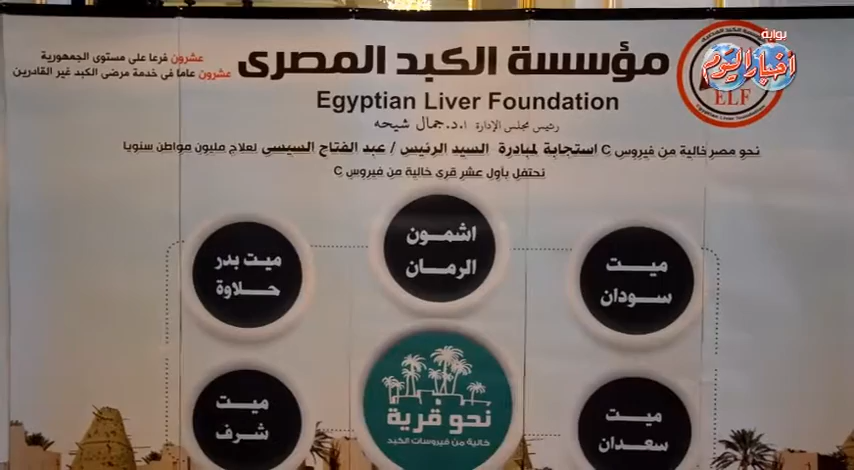 بوابة
أخبار اليوم
ELF
Egyptian Liver Foundation
مؤسسة الكبد المصرى
عشرون فرعا على مستوى الجمهورية
عشرون عاما فى خدمة مرضى الكبد غير القادرين
Egyptian Liver Foundation
رئيس مجلس الإدارة ا.د.جمال شيحه
نحو مصر خالية من فيروس C استجابة لمبادرة السيد الرئيس / عبد الفتاح السيسى لعلاج مليون مواطن سنويا
نحتفل بأول عشر قرى خالية من فيروس C
اشمون
الرمان
ميت
سودان
ميت بدر
حلاوة
ميت
سعدان
نحو قرية
خالية من فيروسات الكبد
ميت
شرف